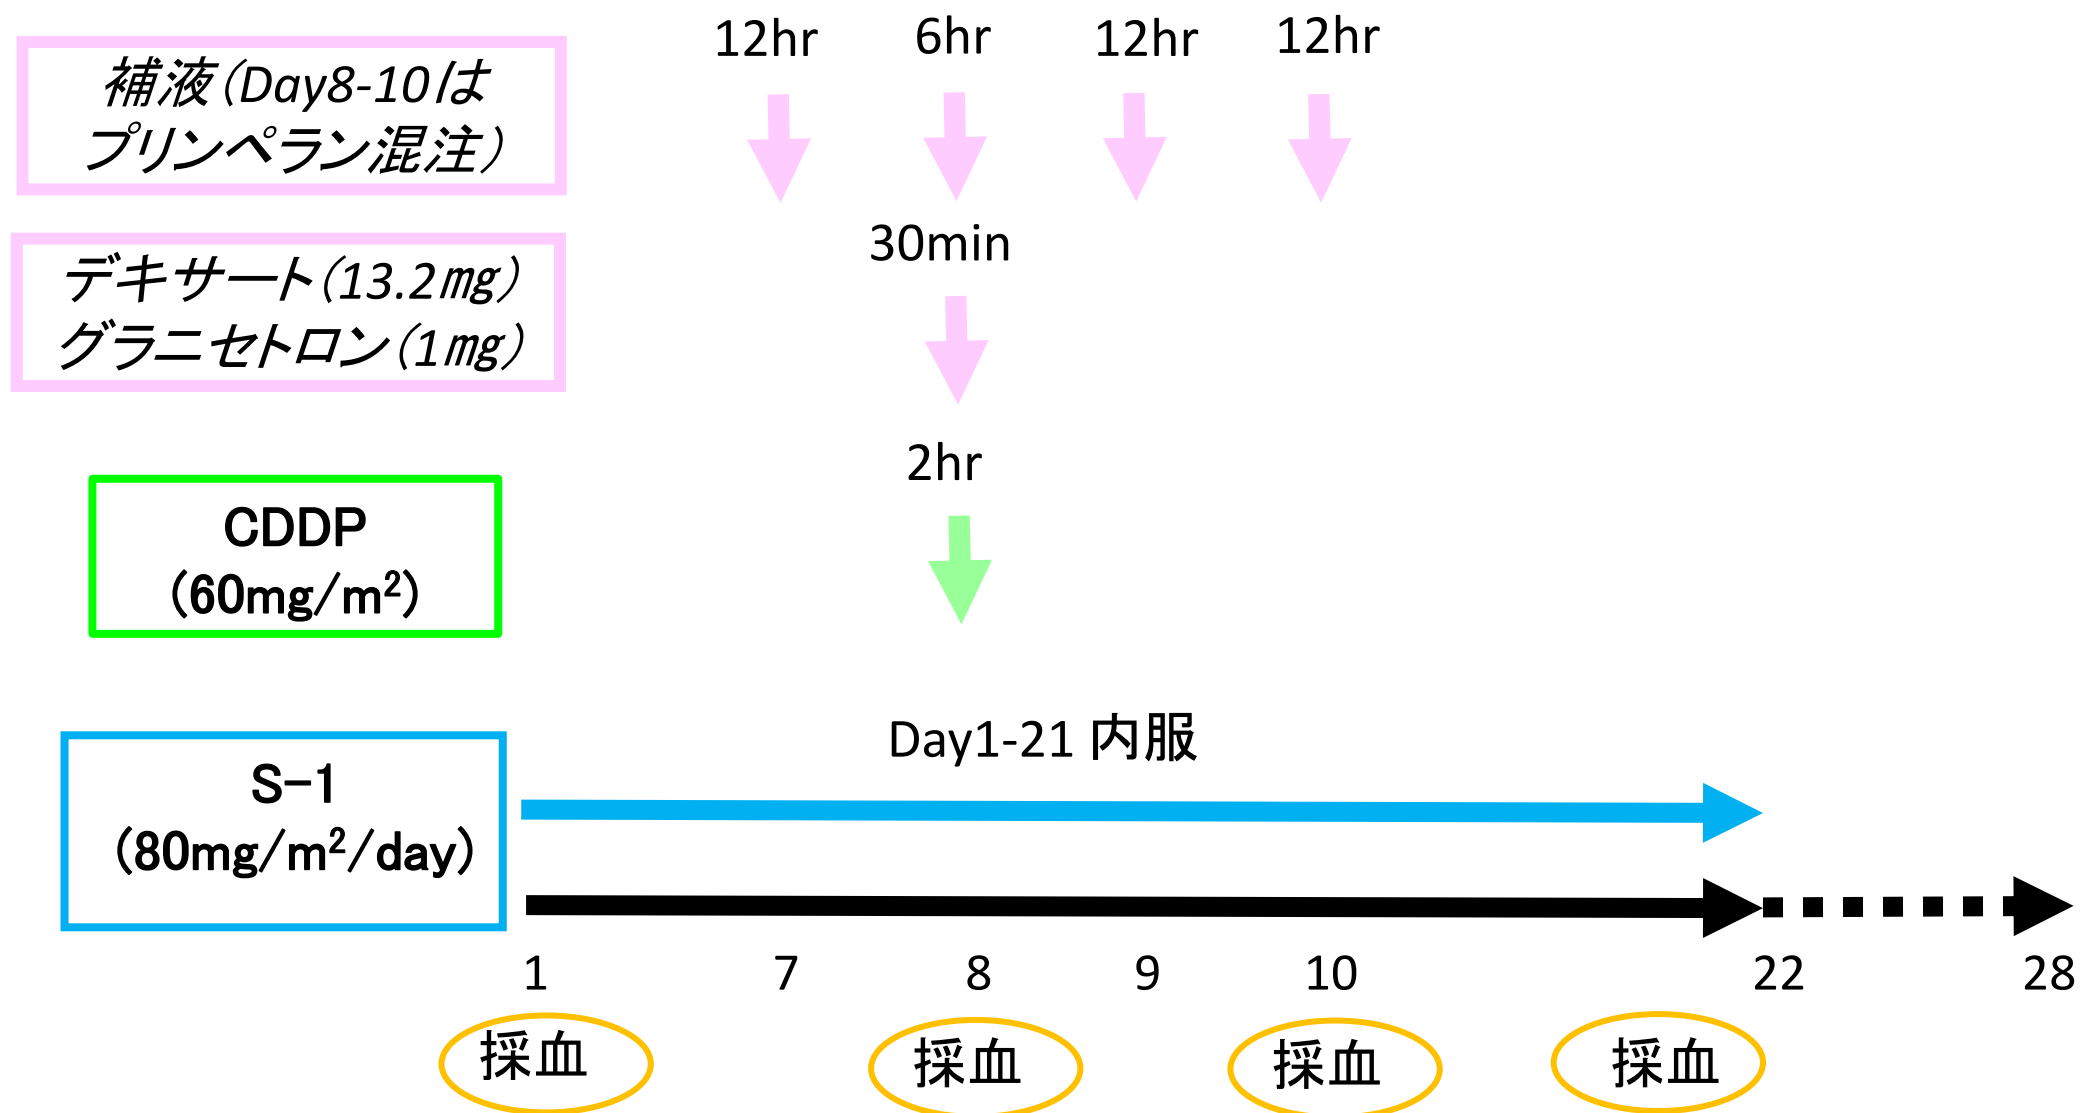 12hr 6hr 12hr 12hr
補液(Day8-10は
プリンペラン混注)
30min
デキサート(13.2㎎)
グラニセトロン(1㎎)
2hr
CDDP
(60mg/m²)
Day1-21 内服
S-1
(80mg/m²/day)
1 7 8 9 10 22 28
採血 採血 採血 採血